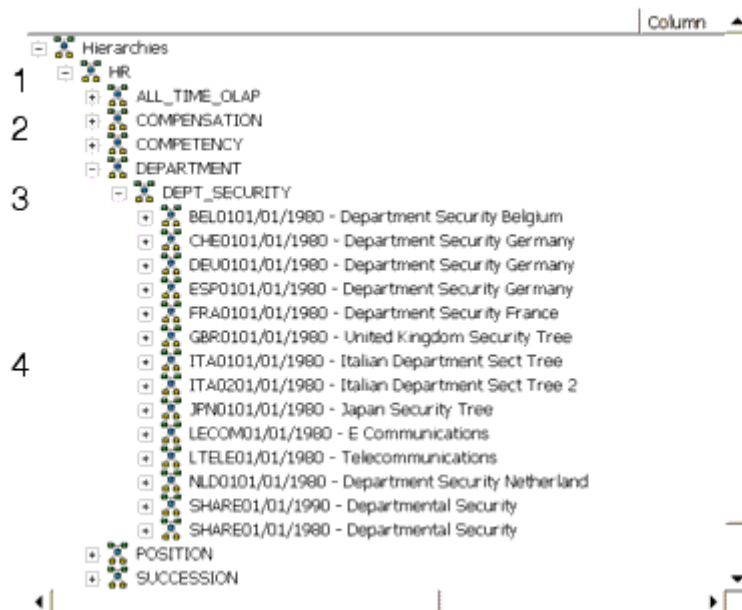 Column
Hierarchies
1 HR
ALL_TIME_OLAP
2 COMPENSATION
COMPETENCY
DEPARTMENT
3 DEPT_SECURITY
BEL0101/01/1980 - Department Security Belgium
CHE0101/01/1980 - Department Security Germany
DEU0101/01/1980 - Department Security Germany
ESP0101/01/1980 - Department Security Germany
FRA0101/01/1980 - Department Security France
GBR0101/01/1980 - United Kingdom Security Tree
4 ITA0101/01/1980 - Italian Department Sect Tree
ITA0201/01/1980 - Italian Department Sect Tree 2
JPN0101/01/1980 - Japan Security Tree
LECOM01/01/1980 - E Communications
LTELE01/01/1980 - Telecommunications
NLD0101/01/1980 - Department Security Netherland
SHARE01/01/1990 - Departmental Security
SHARE01/01/1980 - Departmental Security
POSITION
SUCCESSION